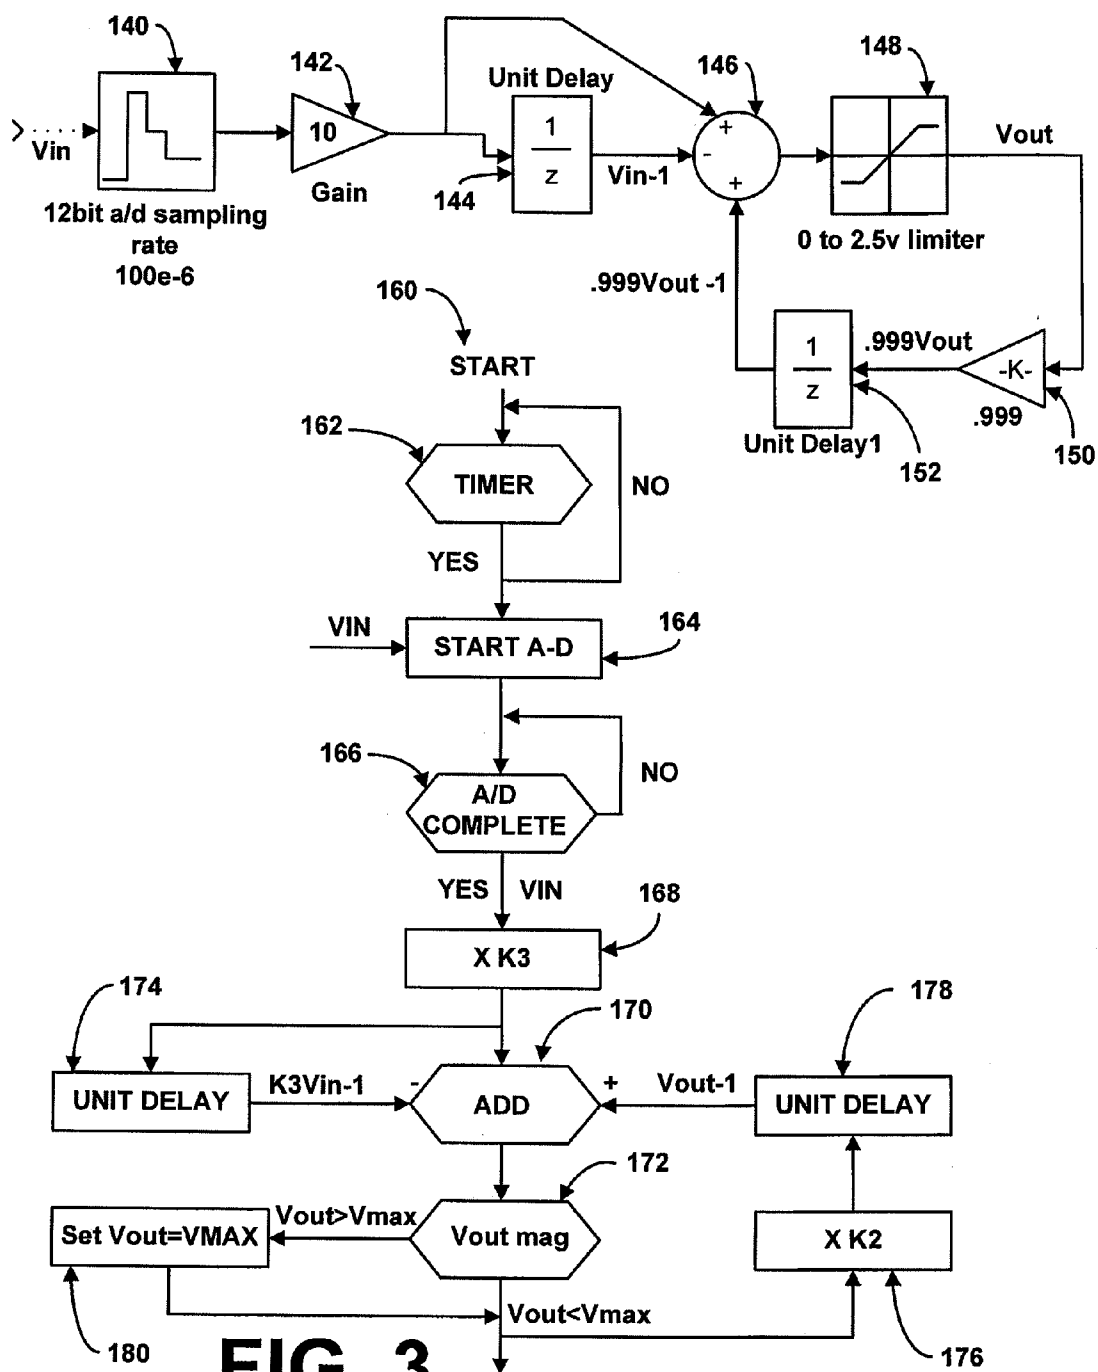 140
142
Unit Delay
146
148
Vin
10
1
z
+
-
+
Vout
144
Vin-1
Gain
12bit a/d sampling
rate
100e-6
0 to 2.5v limiter
.999Vout -1
160
START
1
z
.999Vout
-K-
.999
Unit Delay1
152
150
162
TIMER
NO
YES
VIN
START A-D
164
166
A/D
COMPLETE
NO
YES
VIN
168
X K3
174
170
178
UNIT DELAY
K3Vin-1
-
ADD
+
Vout-1
UNIT DELAY
172
Set Vout=VMAX
Vout>Vmax
Vout mag
X K2
Vout<Vmax
180
FIG. 3
176